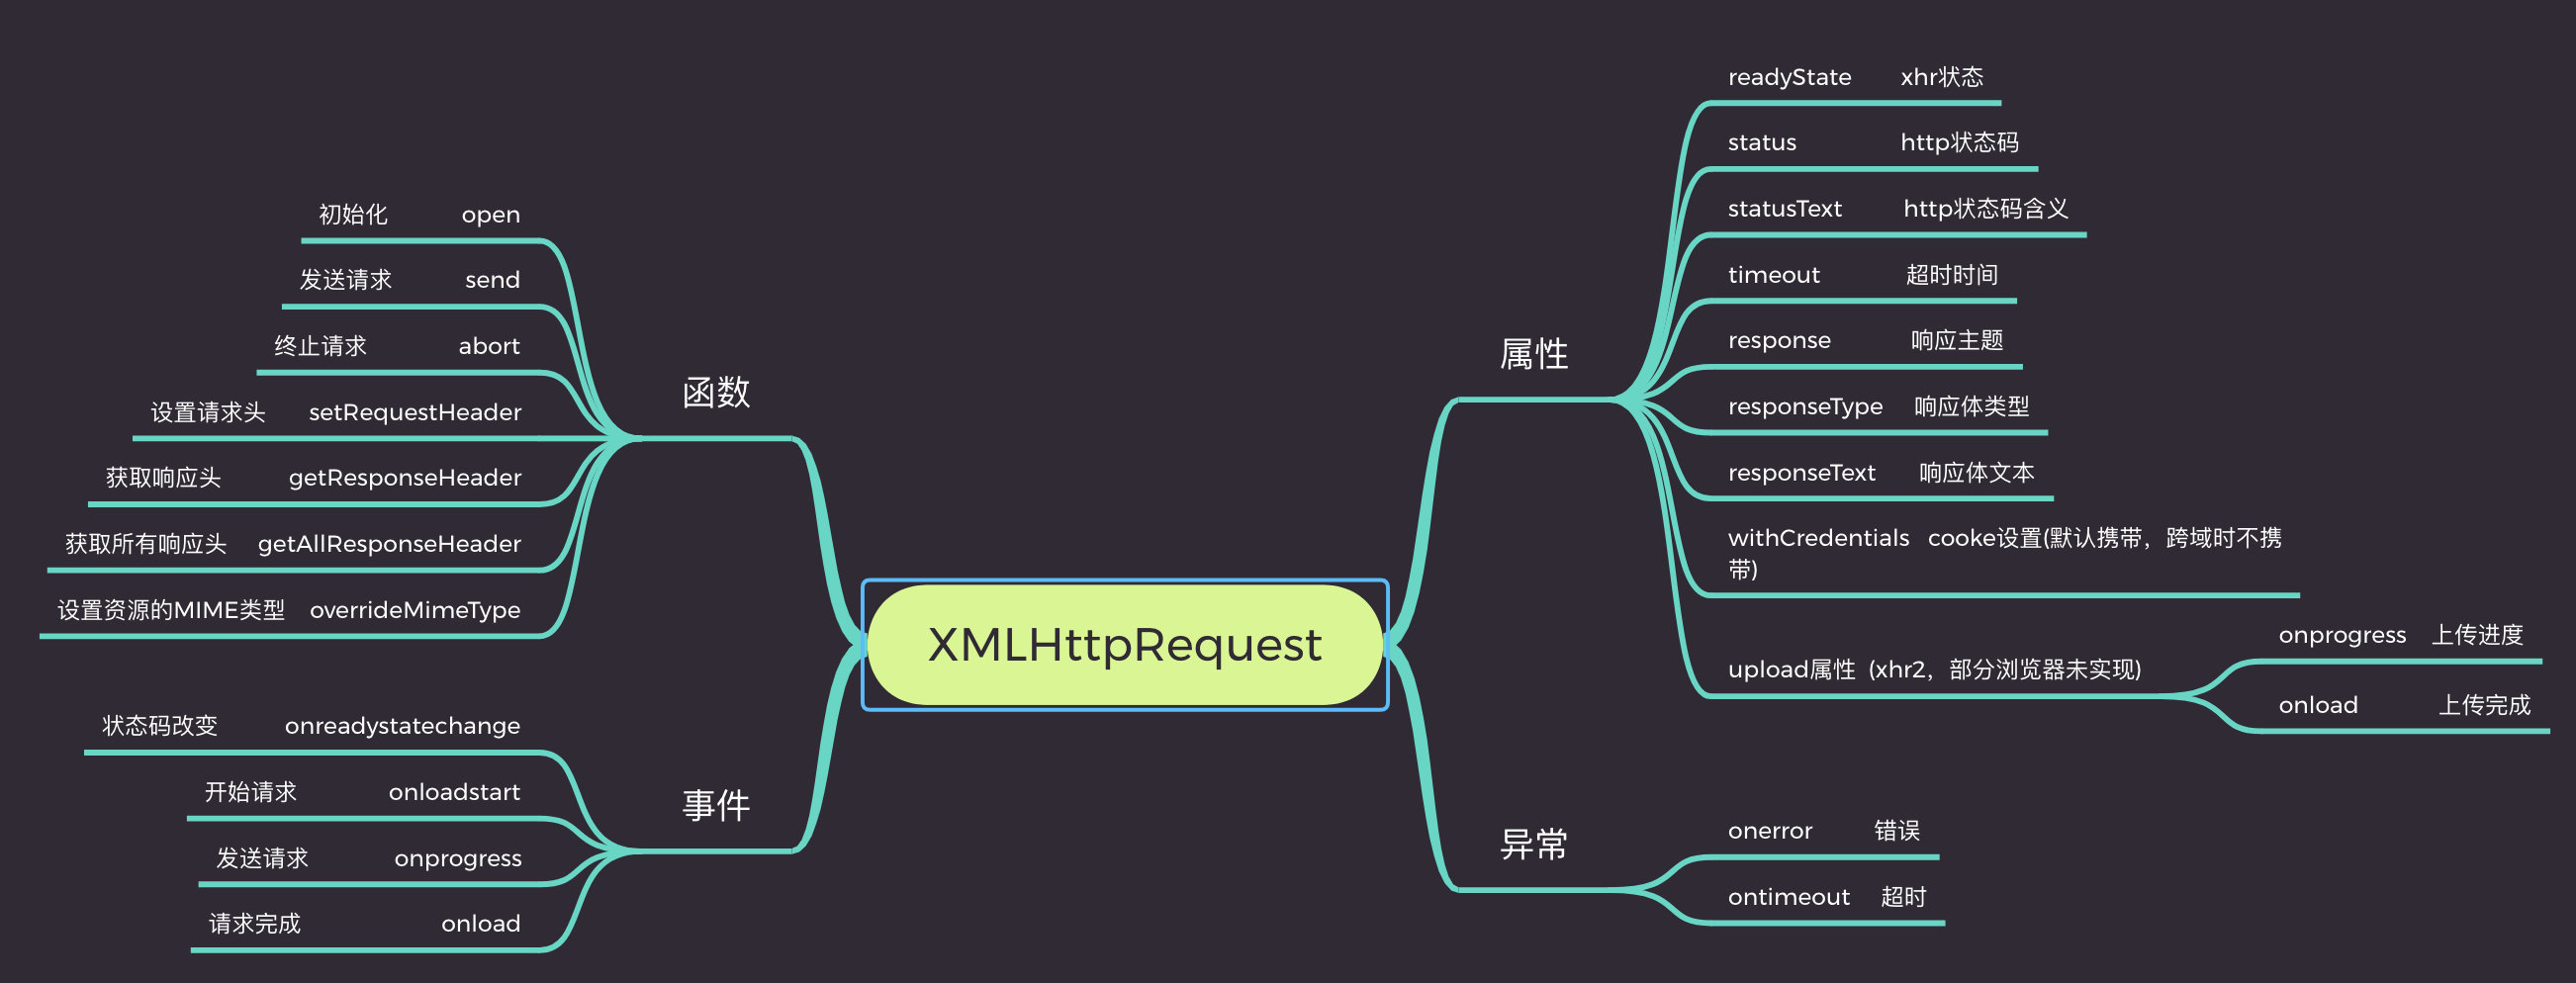 XMLHttpRequest
函数
初始化 open
发送请求 send
终止请求 abort
设置请求头 setRequestHeader
获取响应头 getResponseHeader
获取所有响应头 getAllResponseHeader
设置资源的MIME类型 overrideMimeType
事件
状态码改变 onreadystatechange
开始请求 onloadstart
发送请求 onprogress
请求完成 onload
属性
readyState xhr状态
status http状态码
statusText http状态码含义
timeout 超时时间
response 响应主题
responseType 响应体类型
responseText 响应体文本
withCredentials cooke设置(默认携带，跨域时不携
带)
upload属性 (xhr2，部分浏览器未实现)
onprogress 上传进度
onload 上传完成
异常
onerror 错误
ontimeout 超时